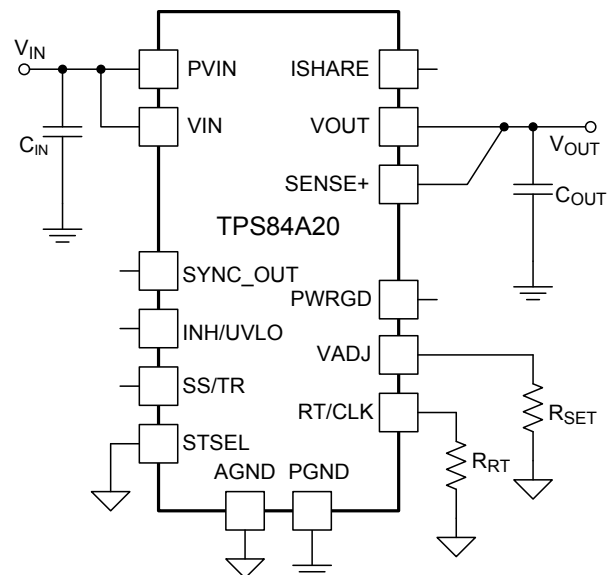 VIN
PVIN
ISHARE
VIN
VOUT
CIN
VOUT
SENSE+
COUT
TPS84A20
SYNC_OUT
PWRGD
INH/UVLO
VADJ
SS/TR
RT/CLK
RSET
STSEL
RRT
AGND
PGND